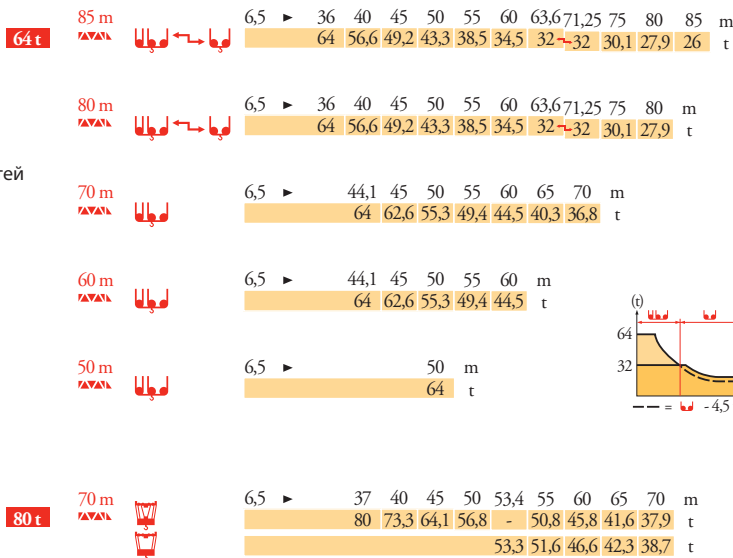 85 m 6,5 ► 36 40 45 50 55 60 63,6 71,25 75 80 85 m
64 t 64 56,6 49,2 43,3 38,5 34,5 32 32 30,1 27,9 26 t
80 m 6,5 ► 36 40 45 50 55 60 63,6 71,25 75 80 m
64 56,6 49,2 43,3 38,5 34,5 32 32 30,1 27,9 t
тей
70 m 6,5 ► 44,1 45 50 55 60 65 70 m
64 62,6 55,3 49,4 44,5 40,3 36,8 t
60 m 6,5 ► 44,1 45 50 55 60 m
64 62,6 55,3 49,4 44,5 t
(t)
64
32
= - 4,5
50 m 6,5 ► 50 m
64 t
70 m 6,5 ► 37 40 45 50 53,4 55 60 65 70 m
80 t 80 73,3 64,1 56,8 - 50,8 45,8 41,6 37,9 t
53,3 51,6 46,6 42,3 38,7 t